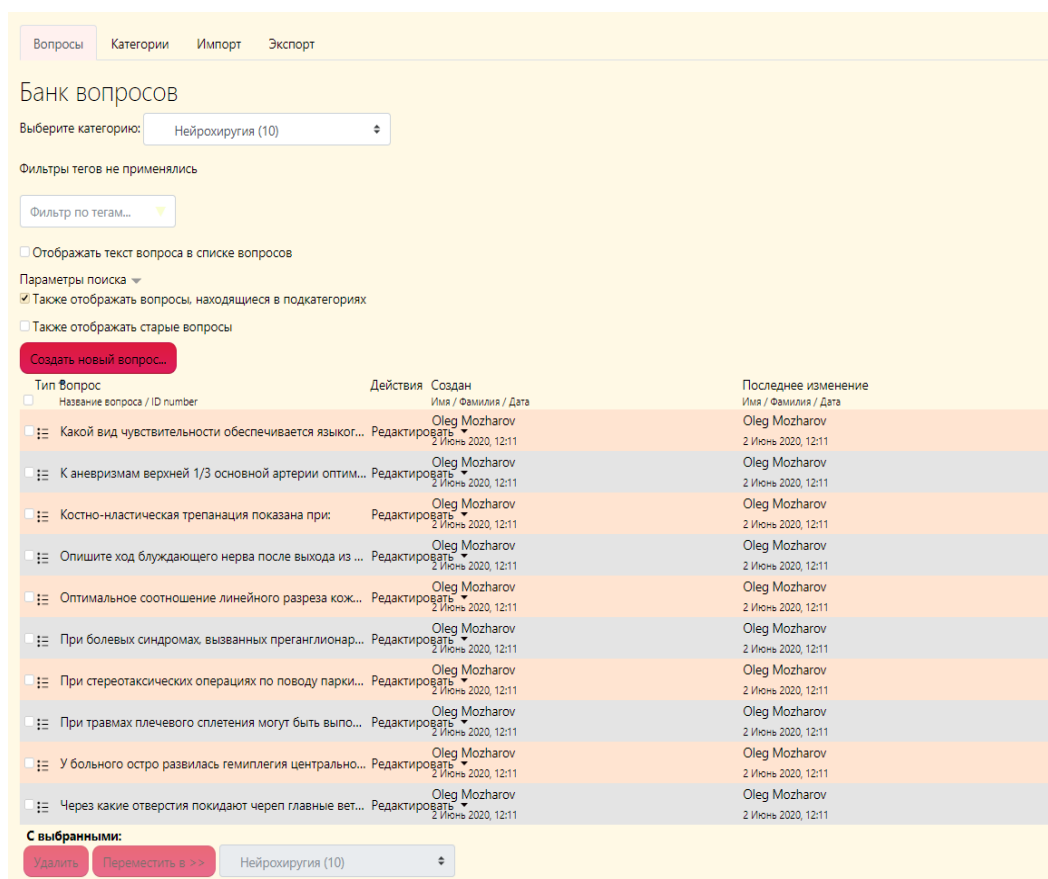 Вопросы Категории Импорт Экспорт
Банк вопросов
Выберите категорию: Нейрохиругия (10)
Фильтры тегов не применялись
Фильтр по тегам...
Отображать текст вопроса в списке вопросов
Параметры поиска
Также отображать вопросы, находящиеся в подкатегориях
Также отображать старые вопросы
Создать новый вопрос...
Тип Вопрос Действия Создан Последнее изменение
Название вопроса / ID number Имя / Фамилия / Дата Имя / Фамилия / Дата
Какой вид чувствительности обеспечивается языког... Редактировать Oleg Mozharov Oleg Mozharov
2 Июнь 2020, 12:11 2 Июнь 2020, 12:11
К аневризмам верхней 1/3 основной артерии оптим... Редактировать Oleg Mozharov Oleg Mozharov
2 Июнь 2020, 12:11 2 Июнь 2020, 12:11
Костно-нластическая трепанация показана при: Редактировать Oleg Mozharov Oleg Mozharov
2 Июнь 2020, 12:11 2 Июнь 2020, 12:11
Опишите ход блуждающего нерва после выхода из ... Редактировать Oleg Mozharov Oleg Mozharov
2 Июнь 2020, 12:11 2 Июнь 2020, 12:11
Оптимальное соотношение линейного разреза кож... Редактировать Oleg Mozharov Oleg Mozharov
2 Июнь 2020, 12:11 2 Июнь 2020, 12:11
При болевых синдромах, вызванных преганглионар... Редактировать Oleg Mozharov Oleg Mozharov
2 Июнь 2020, 12:11 2 Июнь 2020, 12:11
При стереотаксических операциях по поводу парки... Редактировать Oleg Mozharov Oleg Mozharov
2 Июнь 2020, 12:11 2 Июнь 2020, 12:11
При травмах плечевого сплетения могут быть выпо... Редактировать Oleg Mozharov Oleg Mozharov
2 Июнь 2020, 12:11 2 Июнь 2020, 12:11
У больного остро развилась гемиплегия центрально... Редактировать Oleg Mozharov Oleg Mozharov
2 Июнь 2020, 12:11 2 Июнь 2020, 12:11
Через какие отверстия покидают череп главные вет... Редактировать Oleg Mozharov Oleg Mozharov
2 Июнь 2020, 12:11 2 Июнь 2020, 12:11
С выбранными:
Удалить Переместить в >> Нейрохиругия (10)